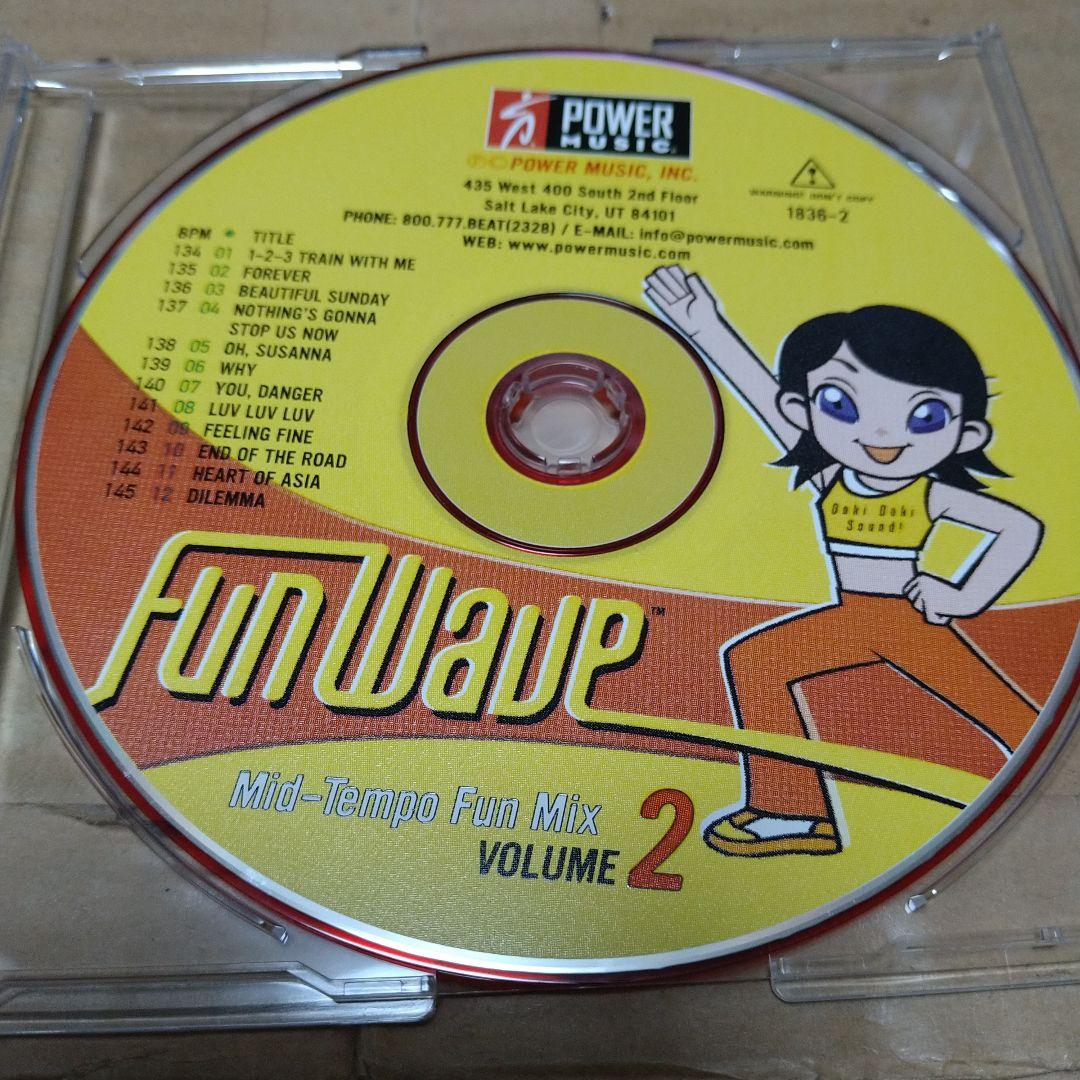 POWER
MUSIC
℗©POWER MUSIC, INC.
435 West 400 South 2nd Floor
Salt Lake City, UT 84101
PHONE: 800.777.BEAT(2328) / E-MAIL: info@powermusic.com
WEB: www.powermusic.com
WARNING! DON'T COPY
1836-2
BPM * TITLE
134 01 1-2-3 TRAIN WITH ME
135 02 FOREVER
136 03 BEAUTIFUL SUNDAY
137 04 NOTHING'S GONNA
STOP US NOW
138 05 OH, SUSANNA
139 06 WHY
140 07 YOU, DANGER
141 08 LUV LUV LUV
142 09 FEELING FINE
143 10 END OF THE ROAD
144 11 HEART OF ASIA
145 12 DILEMMA
Doki Doki
Sound!
Fun Wave™
Mid-Tempo Fun Mix
VOLUME 2